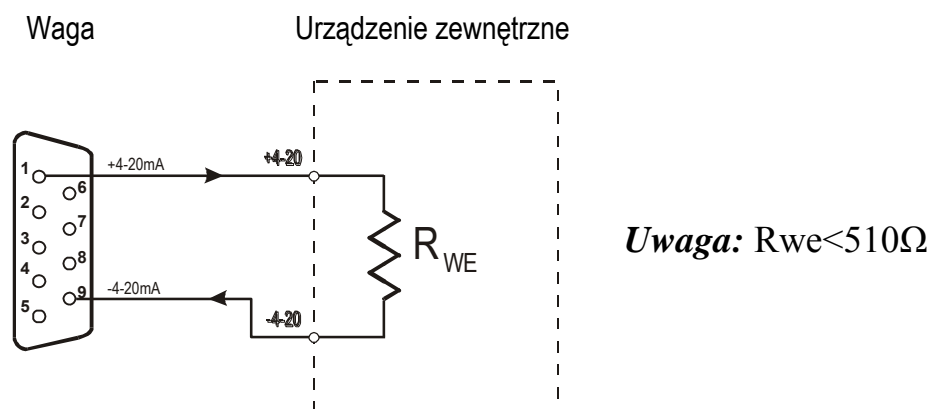 Waga
Urządzenie zewnętrzne
1
2
3
4
5
6
7
8
9
+4-20mA
-4-20mA
+4-20
-4-20
RWE
Uwaga: Rwe<510Ω